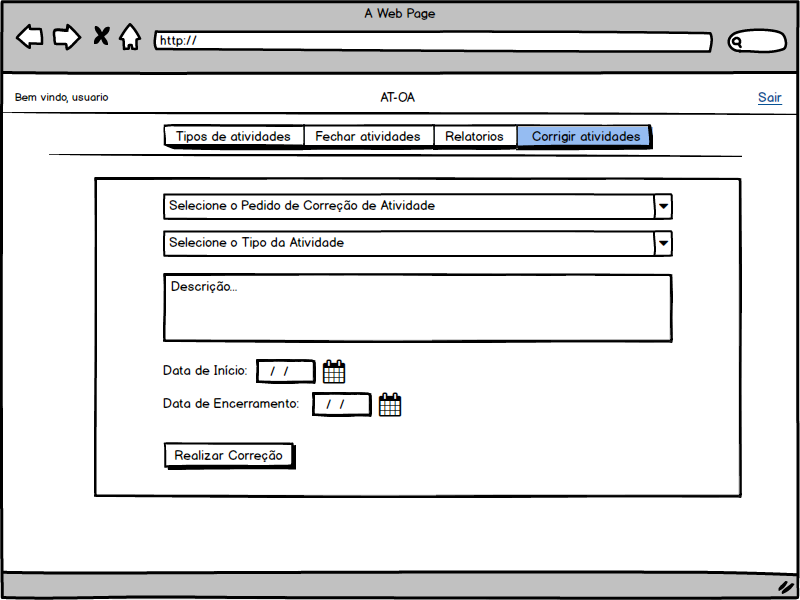 A Web Page
http://
Bem vindo, usuario
AT-OA
Sair
Tipos de atividades
Fechar atividades
Relatorios
Corrigir atividades
Selecione o Pedido de Correção de Atividade
Selecione o Tipo da Atividade
Descrição...
Data de Início: / /
Data de Encerramento: / /
Realizar Correção